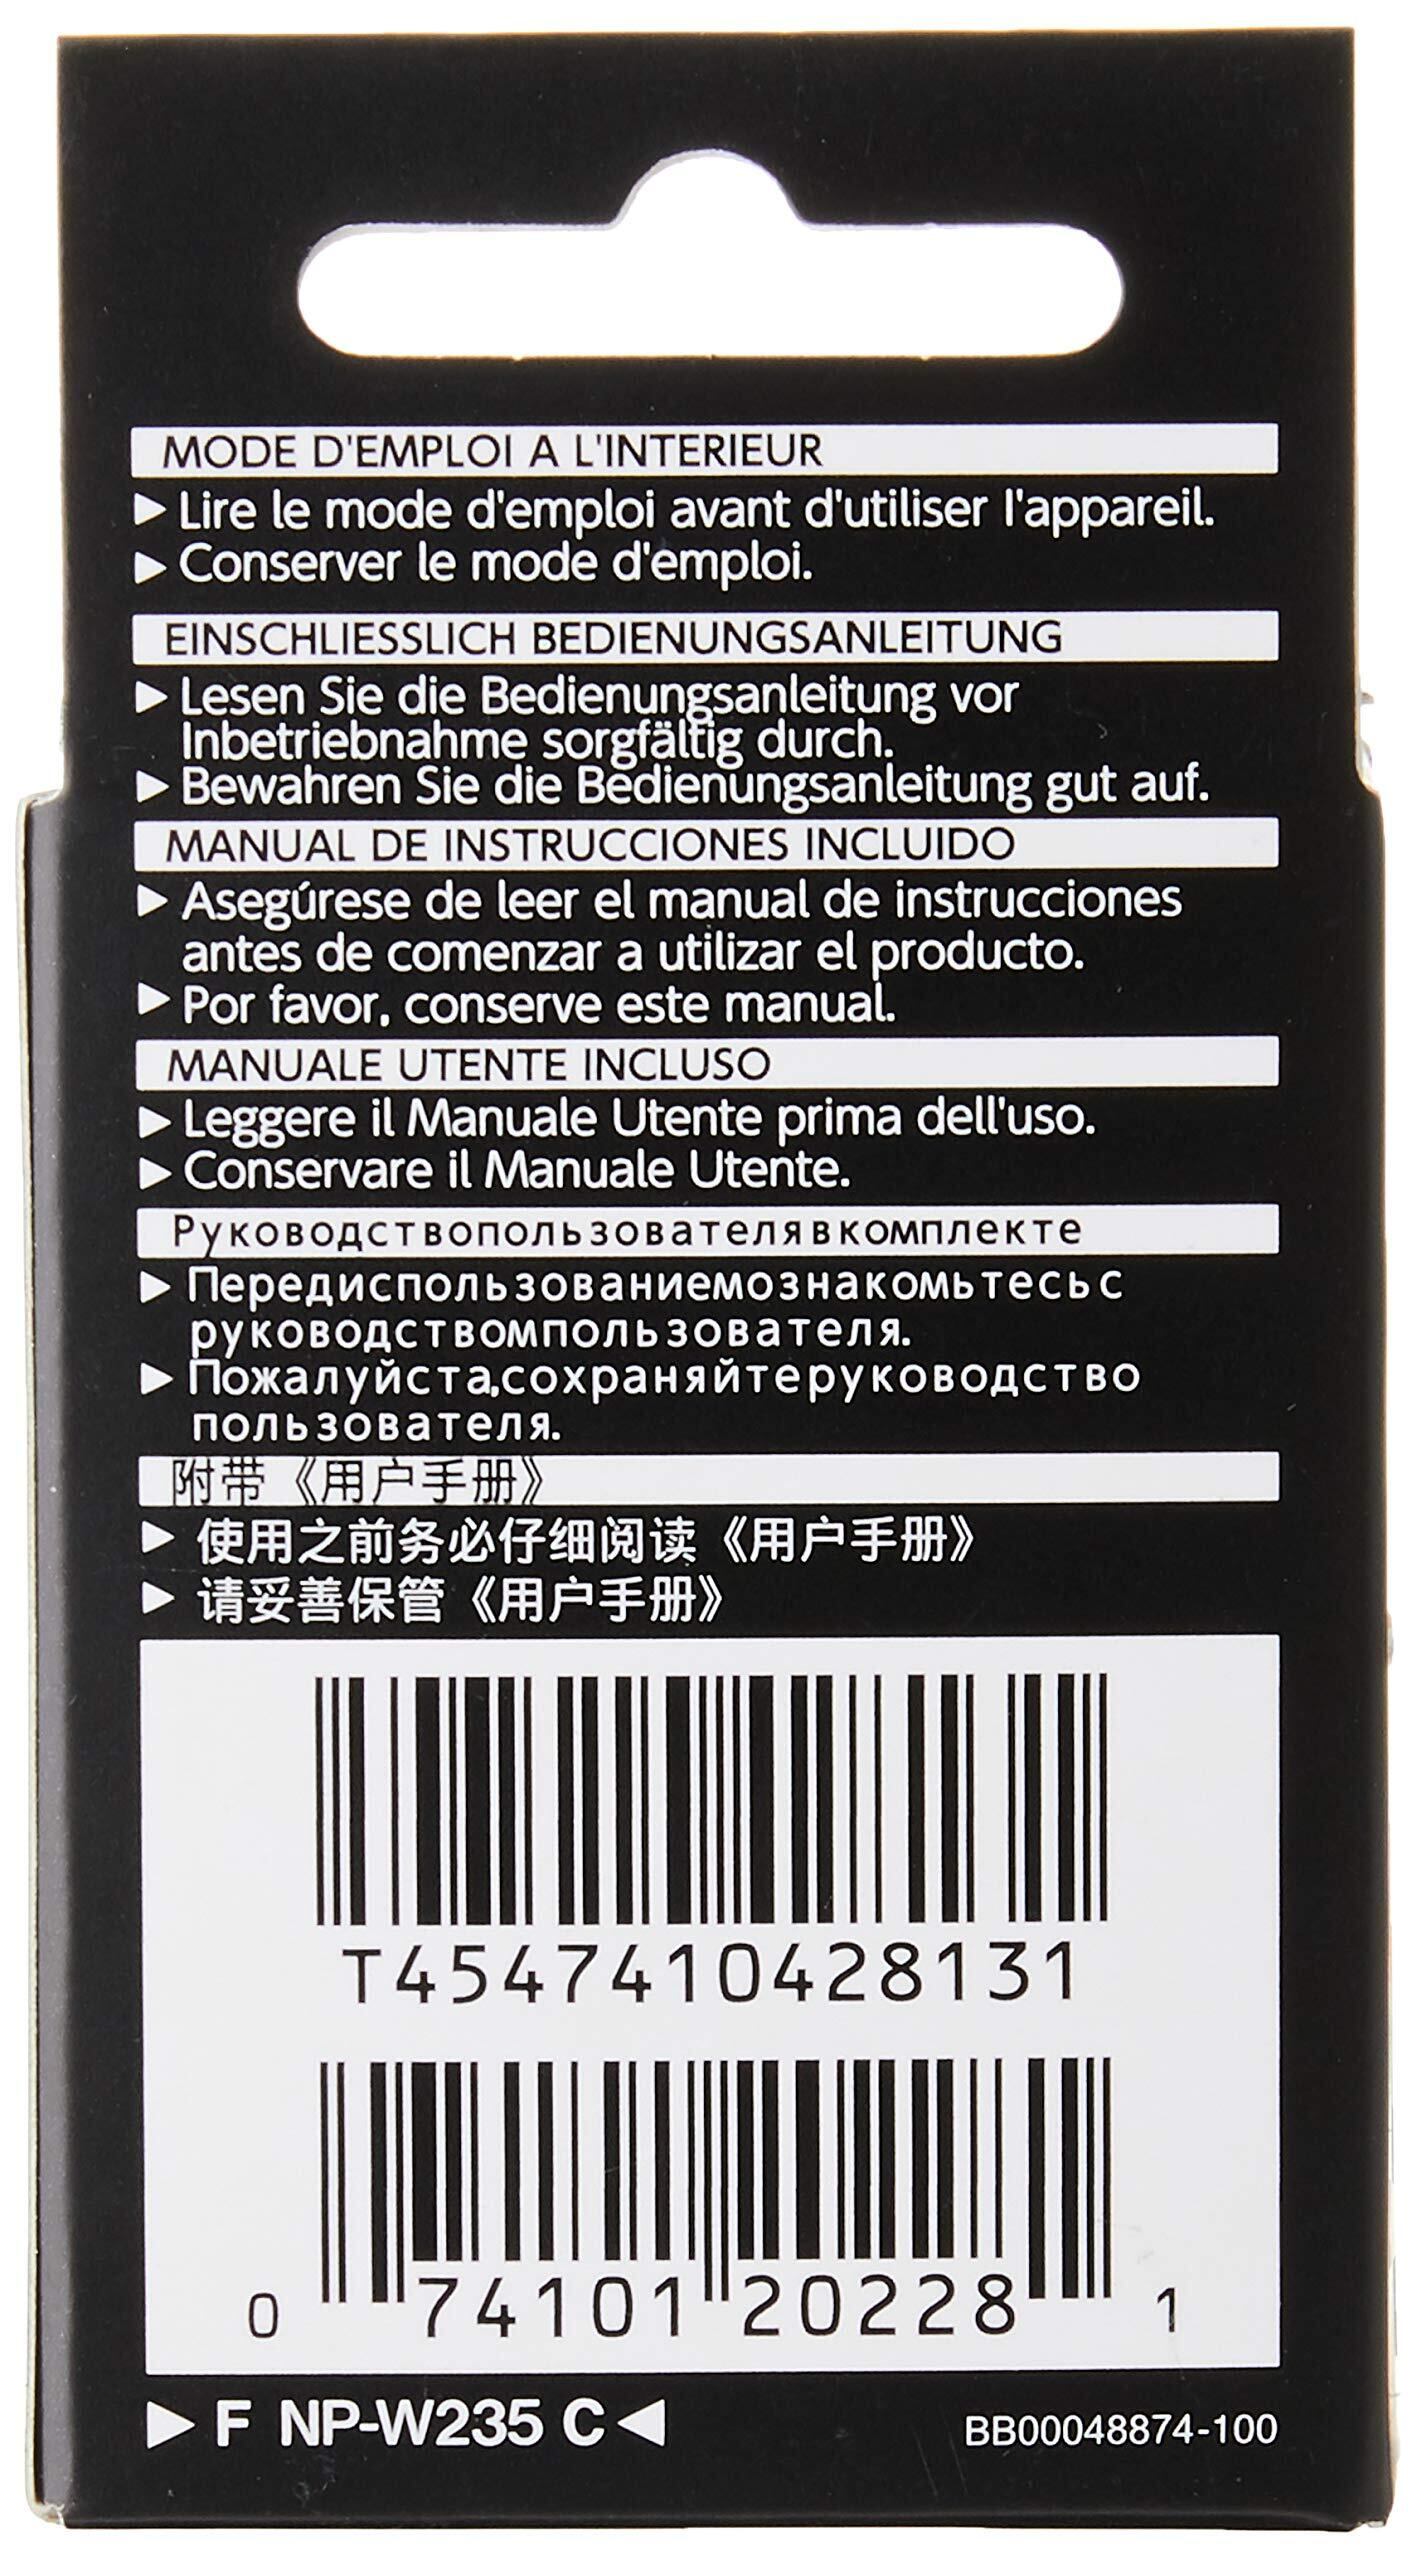 MODE D'EMPLOI A L'INTERIEUR
▶ Lire le mode d'emploi avant d'utiliser l'appareil.
▶ Conserver le mode d'emploi.
EINSCHLIESSLICH BEDIENUNGSANLEITUNG
▶ Lesen Sie die Bedienungsanleitung vor
Inbetriebnahme sorgfältig durch.
▶ Bewahren Sie die Bedienungsanleitung gut auf.
MANUAL DE INSTRUCCIONES INCLUIDO
▶ Asegúrese de leer el manual de instrucciones
antes de comenzar a utilizar el producto.
▶ Por favor, conserve este manual.
MANUALE UTENTE INCLUSO
▶ Leggere il Manuale Utente prima dell'uso.
▶ Conservare il Manuale Utente.
Руководствопользователявкомплекте
▶ Передиспользованиемознакомьтесьс
руководствомпользователя.
▶ Пожалуйста,сохраняйтеруководство
пользователя.
附带《用户手册》
▶ 使用之前务必仔细阅读《用户手册》
▶ 请妥善保管《用户手册》
T4547410428131
0 74101 20228 1
▶ F NP-W235 C ◀ BB00048874-100